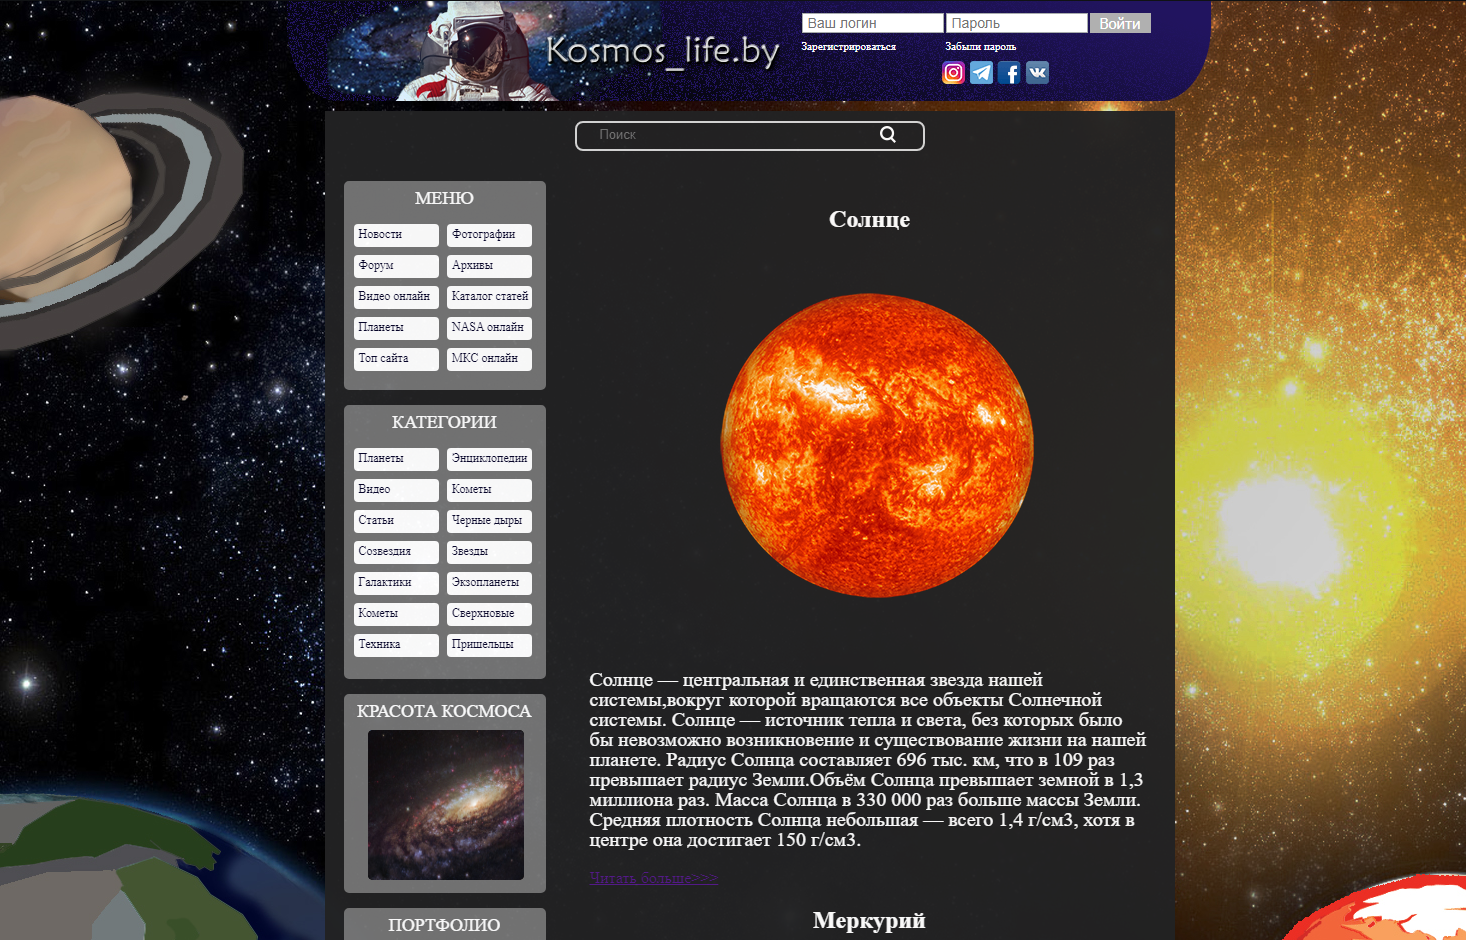 Kosmos_life.by
Ваш логин Пароль Войти
Зарегистрироваться Забыли пароль
Поиск
МЕНЮ
Новости Фотографии
Форум Архивы
Видео онлайн Каталог статей
Планеты NASA онлайн
Топ сайта МКС онлайн
КАТЕГОРИИ
Планеты Энциклопедии
Видео Кометы
Статьи Черные дыры
Созвездия Звезды
Галактики Экзопланеты
Кометы Сверхновые
Техника Пришельцы
КРАСОТА КОСМОСА
ПОРТФОЛИО
Солнце
Солнце — центральная и единственная звезда нашей
системы,вокруг которой вращаются все объекты Солнечной
системы. Солнце — источник тепла и света, без которых было
бы невозможно возникновение и существование жизни на нашей
планете. Радиус Солнца составляет 696 тыс. км, что в 109 раз
превышает радиус Земли.Объём Солнца превышает земной в 1,3
миллиона раз. Масса Солнца в 330 000 раз больше массы Земли.
Средняя плотность Солнца небольшая — всего 1,4 г/см3, хотя в
центре она достигает 150 г/см3.
Читать больше>>>
Меркурий